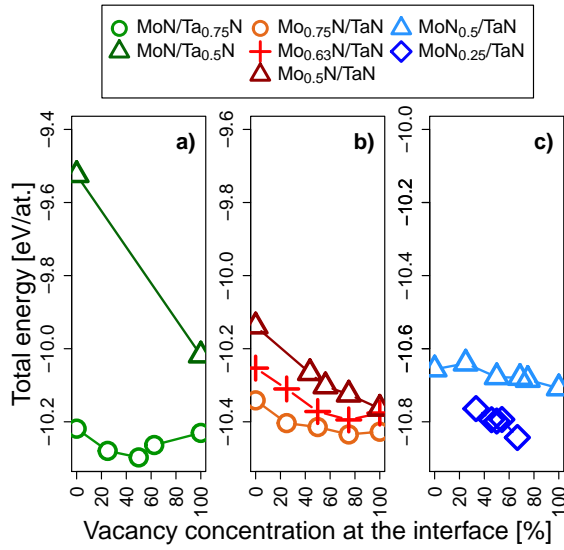 MoN/Ta0.75N Mo0.75N/TaN MoN0.5/TaN
MoN/Ta0.5N Mo0.63N/TaN MoN0.25/TaN
Mo0.5N/TaN
Total energy [eV/at.]
a)
−9.4
−9.6
−9.8
−10.0
−10.2
0 20 40 60 80 100
b)
−9.6
−9.8
−10.0
−10.2
−10.4
0 20 40 60 80 100
c)
−10.0
−10.2
−10.4
−10.6
−10.8
0 20 40 60 80 100
Vacancy concentration at the interface [%]